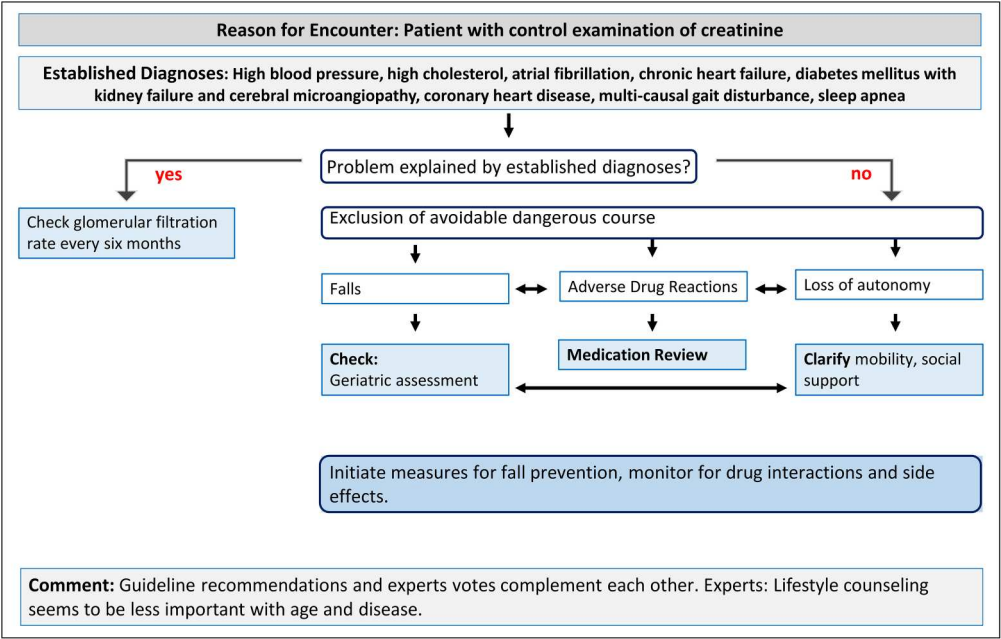 Reason for Encounter: Patient with control examination of creatinine
Established Diagnoses: High blood pressure, high cholesterol, atrial fibrillation, chronic heart failure, diabetes mellitus with
kidney failure and cerebral microangiopathy, coronary heart disease, multi-causal gait disturbance, sleep apnea
Problem explained by established diagnoses?
yes
no
Check glomerular filtration
rate every six months
Exclusion of avoidable dangerous course
Falls
Adverse Drug Reactions
Loss of autonomy
Check:
Geriatric assessment
Medication Review
Clarify mobility, social
support
Initiate measures for fall prevention, monitor for drug interactions and side
effects.
Comment: Guideline recommendations and experts votes complement each other. Experts: Lifestyle counseling
seems to be less important with age and disease.